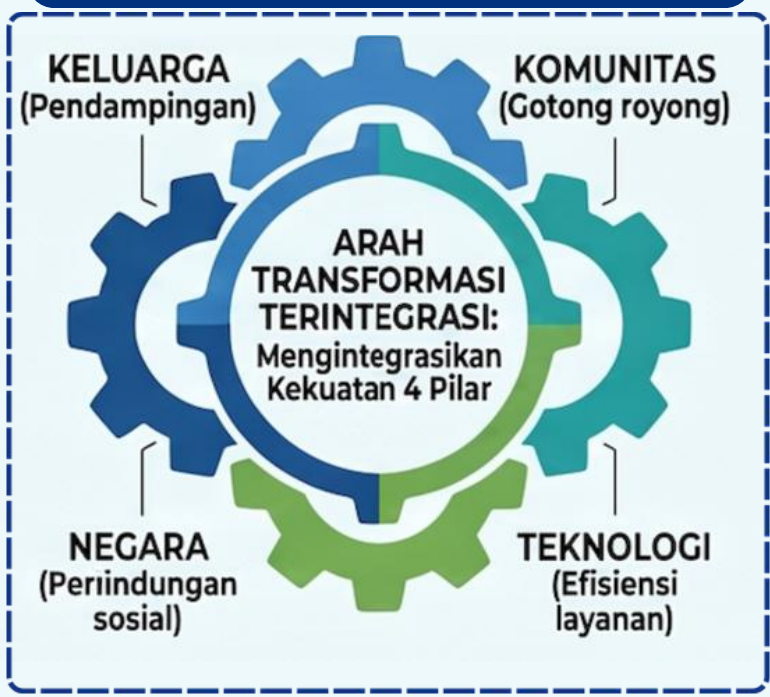 KELUARGA
(Pendampingan)
KOMUNITAS
(Gotong royong)
ARAH
TRANSFORMASI
TERINTEGRASI:
Mengintegrasikan
Kekuatan 4 Pilar
NEGARA
(Periindungan
sosial)
TEKNOLOGI
(Efisiensi
layanan)